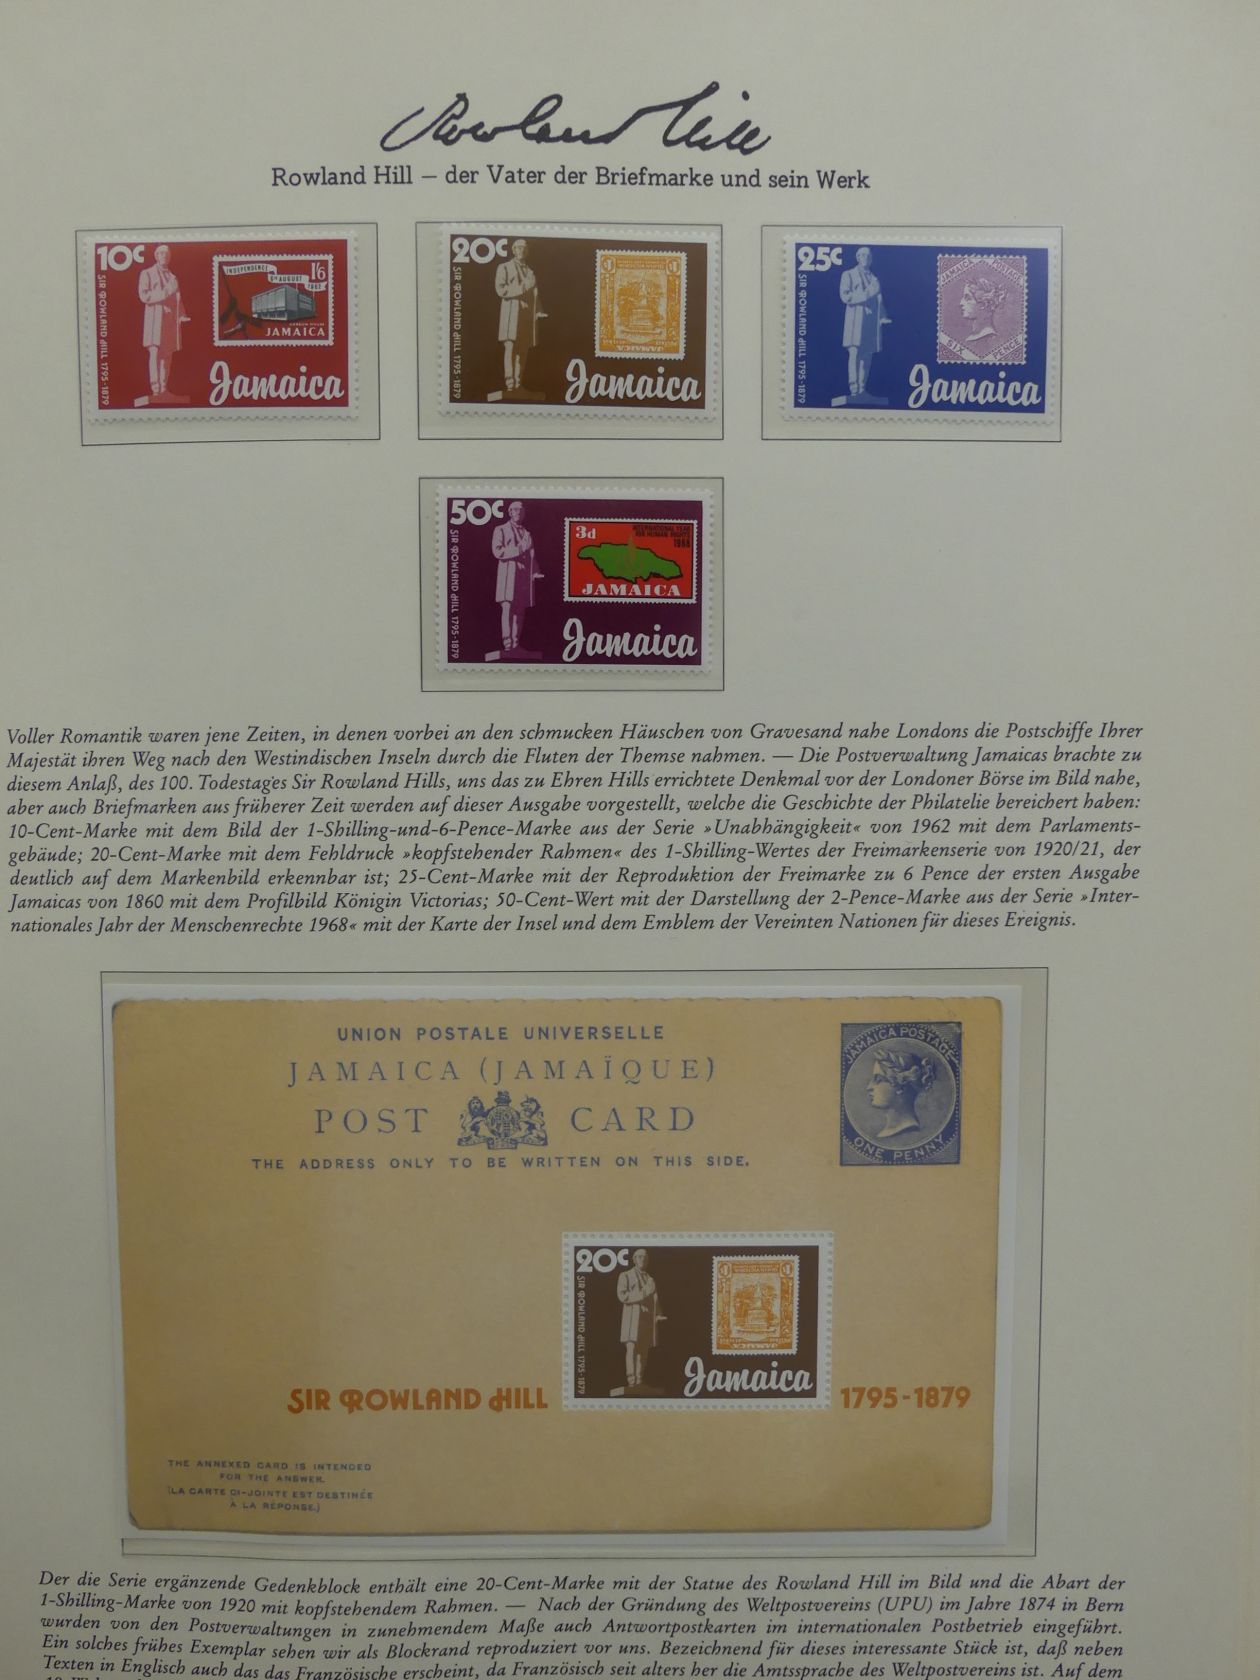 Rowland Hill
Rowland Hill – der Vater der Briefmarke und sein Werk
10c
SIR ROWLAND HILL 1795-1879
INDEPENDENCE
6th AUGUST
1962
1/6
JAMAICA
Jamaica
20c
SIR ROWLAND HILL 1795-1879
JAMAICA
Jamaica
25c
SIR ROWLAND HILL 1795-1879
JAMAICA POSTAGE
SIX PENCE
Jamaica
50c
SIR ROWLAND HILL 1795-1879
3d
INTERNATIONAL YEAR
FOR HUMAN RIGHTS
1968
JAMAICA
Jamaica
Voller Romantik waren jene Zeiten, in denen vorbei an den schmucken Häuschen von Gravesand nahe Londons die Postschiffe Ihrer
Majestät ihren Weg nach den Westindischen Inseln durch die Fluten der Themse nahmen. — Die Postverwaltung Jamaicas brachte zu
diesem Anlaß, des 100. Todestages Sir Rowland Hills, uns das zu Ehren Hills errichtete Denkmal vor der Londoner Börse im Bild nahe,
aber auch Briefmarken aus früherer Zeit werden auf dieser Ausgabe vorgestellt, welche die Geschichte der Philatelie bereichert haben:
10-Cent-Marke mit dem Bild der 1-Shilling-und-6-Pence-Marke aus der Serie »Unabhängigkeit« von 1962 mit dem Parlaments-
gebäude; 20-Cent-Marke mit dem Fehldruck »kopfstehender Rahmen« des 1-Shilling-Wertes der Freimarkenserie von 1920/21, der
deutlich auf dem Markenbild erkennbar ist; 25-Cent-Marke mit der Reproduktion der Freimarke zu 6 Pence der ersten Ausgabe
Jamaicas von 1860 mit dem Profilbild Königin Victorias; 50-Cent-Wert mit der Darstellung der 2-Pence-Marke aus der Serie »Inter-
nationales Jahr der Menschenrechte 1968« mit der Karte der Insel und dem Emblem der Vereinten Nationen für dieses Ereignis.
UNION POSTALE UNIVERSELLE
JAMAICA (JAMAÏQUE)
POST CARD
THE ADDRESS ONLY TO BE WRITTEN ON THIS SIDE.
JAMAICA POSTAGE
ONE PENNY
20c
SIR ROWLAND HILL 1795-1879
JAMAICA
Jamaica
SIR ROWLAND HILL 1795-1879
THE ANNEXED CARD IS INTENDED
FOR THE ANSWER.
(LA CARTE CI-JOINTE EST DESTINÉE
À LA RÉPONSE.)
Der die Serie ergänzende Gedenkblock enthält eine 20-Cent-Marke mit der Statue des Rowland Hill im Bild und die Abart der
1-Shilling-Marke von 1920 mit kopfstehendem Rahmen. — Nach der Gründung des Weltpostvereins (UPU) im Jahre 1874 in Bern
wurden von den Postverwaltungen in zunehmendem Maße auch Antwortpostkarten im internationalen Postbetrieb eingeführt.
Ein solches frühes Exemplar sehen wir als Blockrand reproduziert vor uns. Bezeichnend für dieses interessante Stück ist, daß neben
Texten in Englisch auch das das Französische erscheint, da Französisch seit alters her die Amtssprache des Weltpostvereins ist. Auf dem